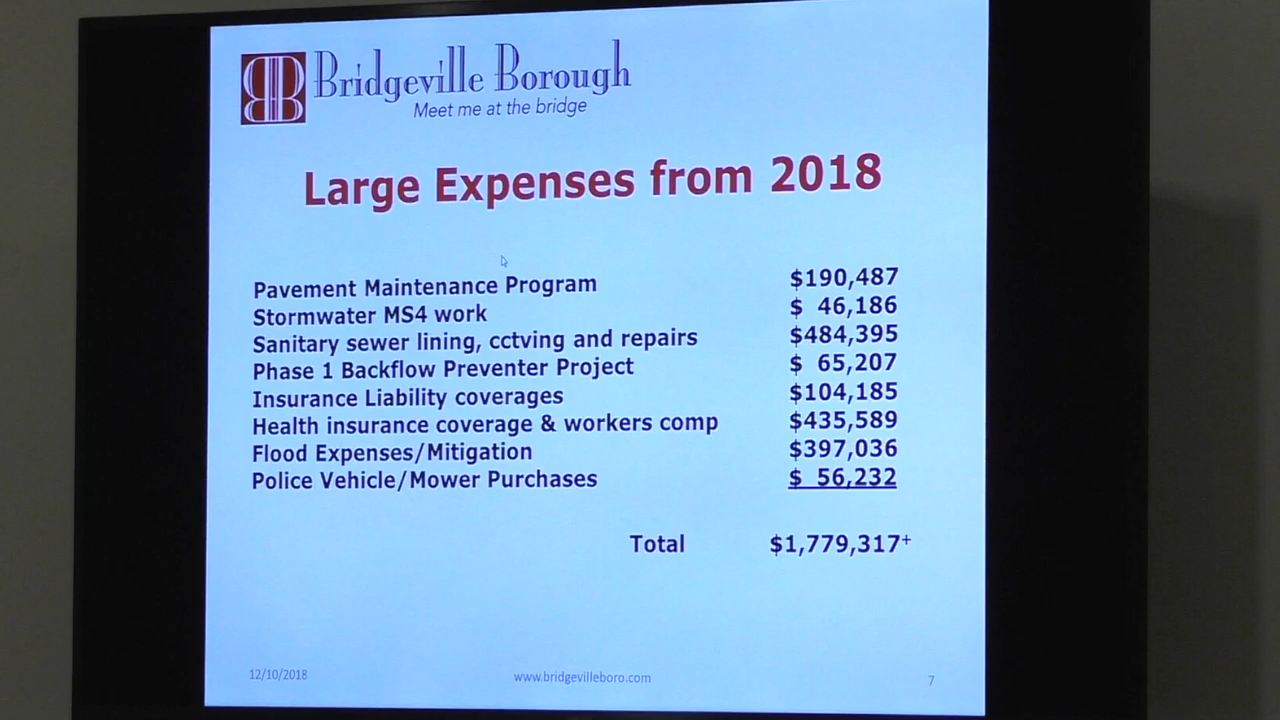 BB Bridgeville Borough
Meet me at the bridge
Large Expenses from 2018
Pavement Maintenance Program $190,487
Stormwater MS4 work $ 46,186
Sanitary sewer lining, cctving and repairs $484,395
Phase 1 Backflow Preventer Project $ 65,207
Insurance Liability coverages $104,185
Health insurance coverage & workers comp $435,589
Flood Expenses/Mitigation $397,036
Police Vehicle/Mower Purchases $ 56,232
Total $1,779,317+
12/10/2018 www.bridgevilleboro.com 7